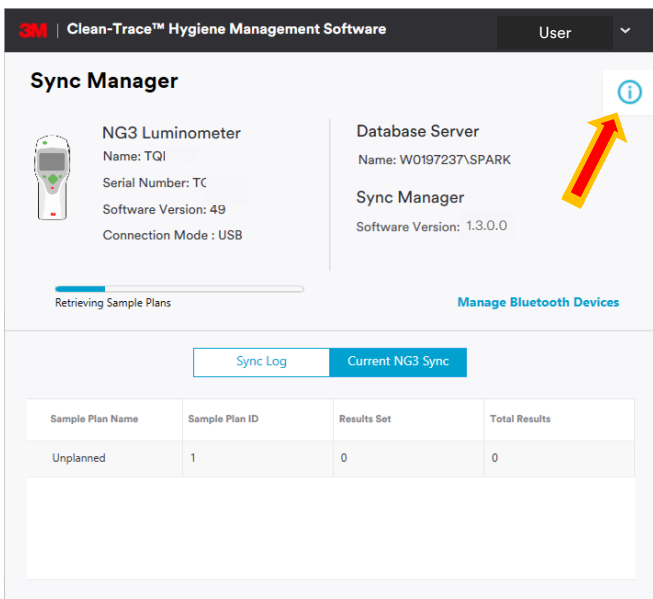 3M | Clean-Trace™ Hygiene Management Software User
Sync Manager
NG3 Luminometer
Name: TQI
Serial Number: TC
Software Version: 49
Connection Mode : USB
Database Server
Name: W0197237\SPARK
Sync Manager
Software Version: 1.3.0.0
Retrieving Sample Plans
Manage Bluetooth Devices
Sync Log Current NG3 Sync
Sample Plan Name Sample Plan ID Results Set Total Results
Unplanned 1 0 0